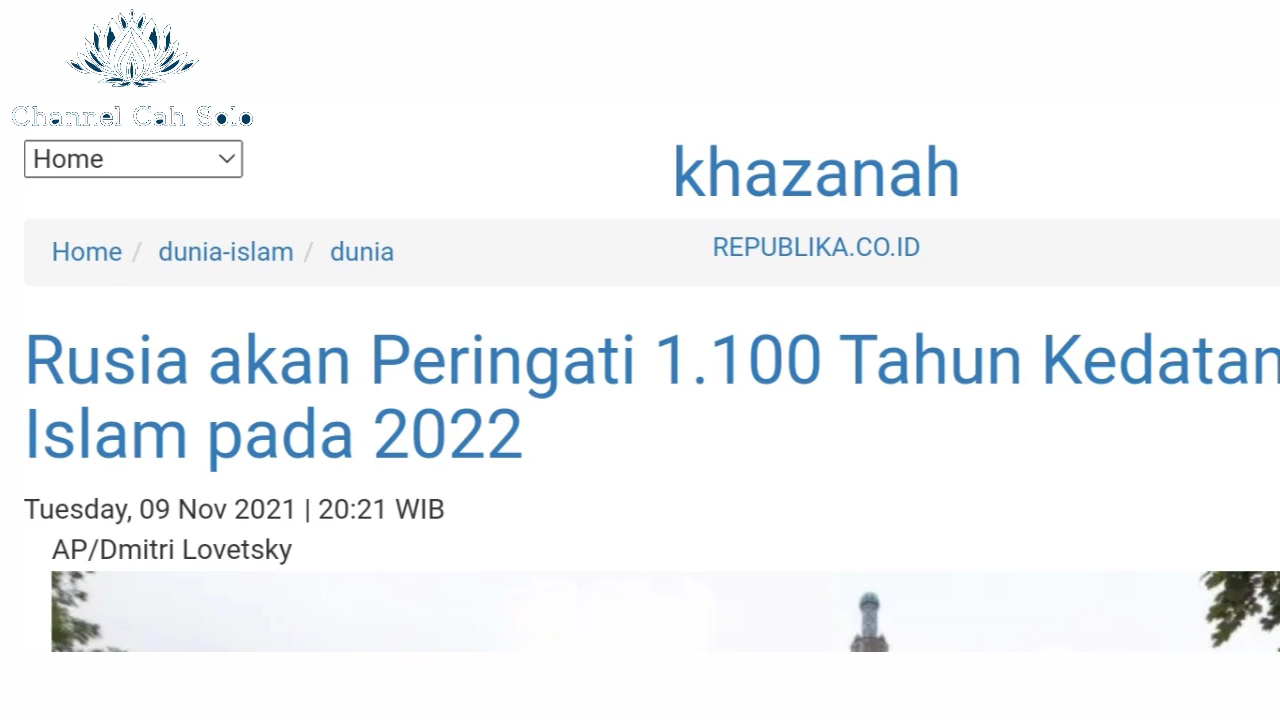 Channel Cah Solo
Home
khazanah
Home / dunia-islam / dunia
REPUBLIKA.CO.ID
Rusia akan Peringati 1.100 Tahun Kedatan
Islam pada 2022
Tuesday, 09 Nov 2021 | 20:21 WIB
AP/Dmitri Lovetsky